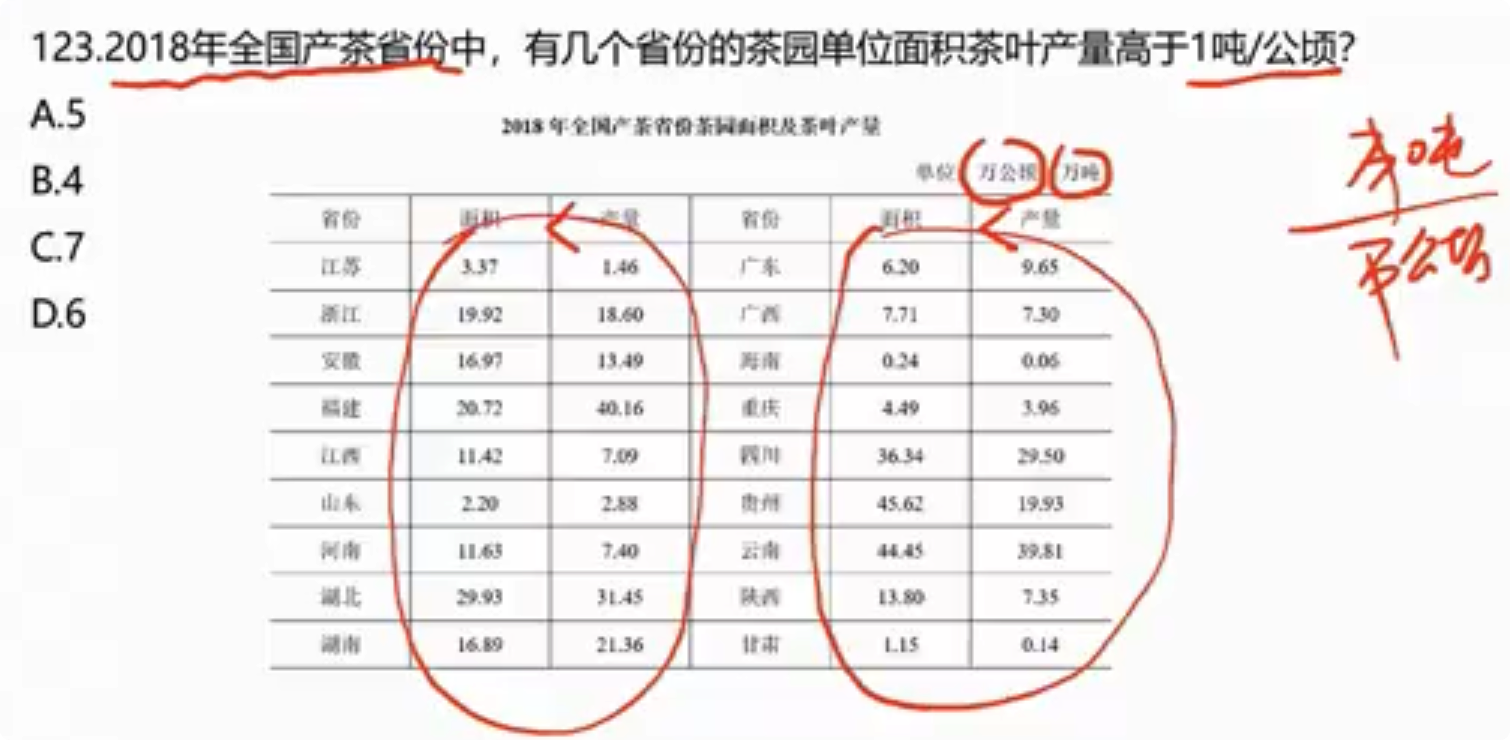 123.2018年全国产茶省份中，有几个省份的茶园单位面积茶叶产量高于1吨/公顷?
A.5
B.4
C.7
D.6
2018年全国产茶省份茶园面积及茶叶产量
单位 万公顷 万吨
省份 面积 产量 省份 面积 产量
江苏 3.37 1.46 广东 6.20 9.65
浙江 19.92 18.60 广西 7.71 7.30
安徽 16.97 13.49 海南 0.24 0.06
福建 20.72 40.16 重庆 4.49 3.96
江西 11.42 7.09 四川 36.34 29.50
山东 2.20 2.88 贵州 45.62 19.93
河南 11.63 7.40 云南 44.45 39.81
湖北 29.93 31.45 陕西 13.80 7.35
湖南 16.89 21.36 甘肃 1.15 0.14
万吨
万公顷